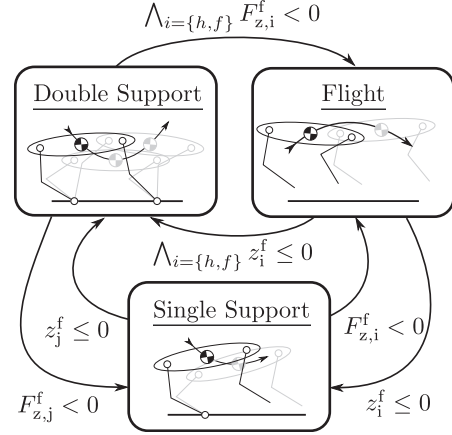 ⋀_{i={h,f}} F^f_{z,i} < 0
Double Support
Flight
⋀_{i={h,f}} z^f_i ≤ 0
Single Support
z^f_j ≤ 0
F^f_{z,i} < 0
F^f_{z,j} < 0
z^f_i ≤ 0